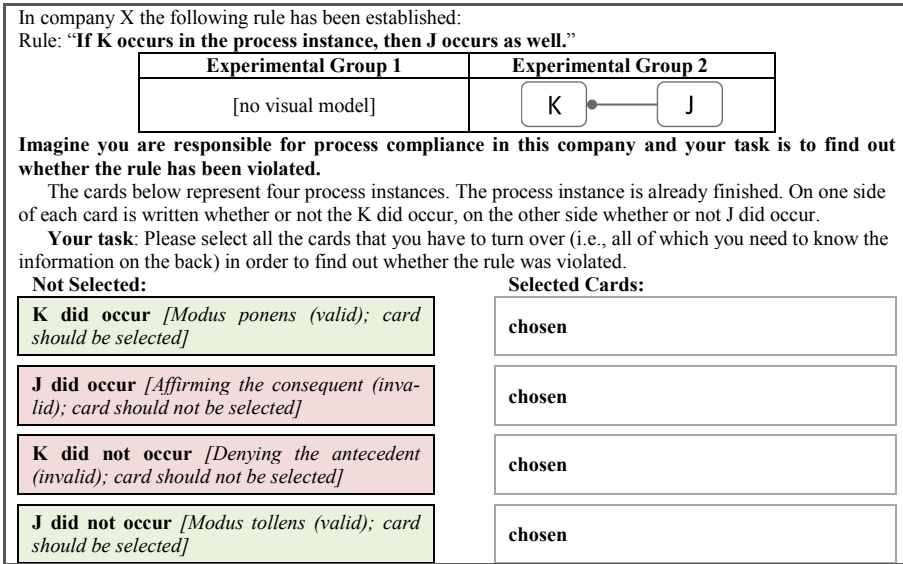 In company X the following rule has been established:
Rule: “If K occurs in the process instance, then J occurs as well.”
Experimental Group 1
Experimental Group 2
[no visual model]
K
J
Imagine you are responsible for process compliance in this company and your task is to find out
whether the rule has been violated.
The cards below represent four process instances. The process instance is already finished. On one side
of each card is written whether or not the K did occur, on the other side whether or not J did occur.
Your task: Please select all the cards that you have to turn over (i.e., all of which you need to know the
information on the back) in order to find out whether the rule was violated.
Not Selected:
Selected Cards:
K did occur [Modus ponens (valid); card
should be selected]
chosen
J did occur [Affirming the consequent (inva-
lid); card should not be selected]
chosen
K did not occur [Denying the antecedent
(invalid); card should not be selected]
chosen
J did not occur [Modus tollens (valid); card
should be selected]
chosen